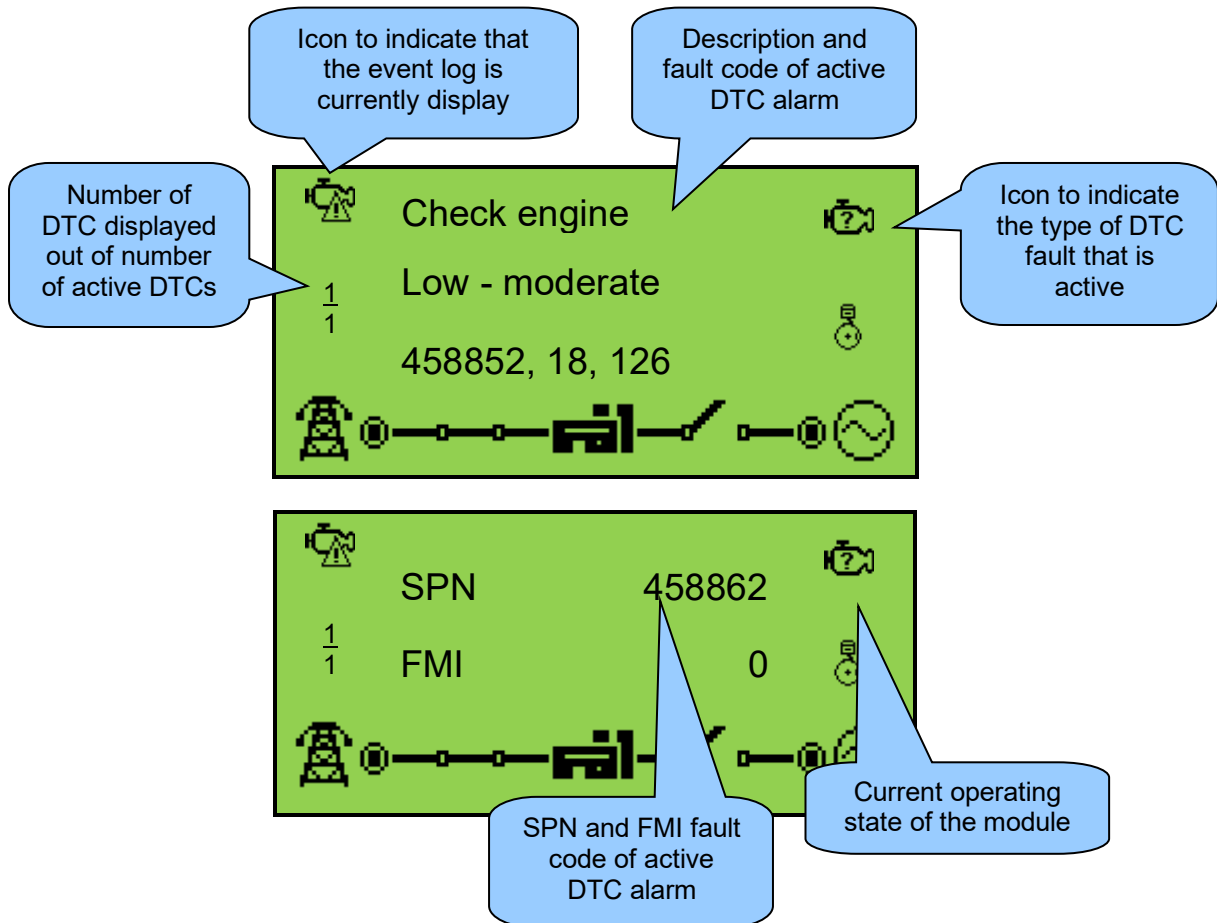 Icon to indicate that
the event log is
currently display
Description and
fault code of active
DTC alarm
Number of
DTC displayed
out of number
of active DTCs
Icon to indicate
the type of DTC
fault that is
active
Check engine
Low - moderate
1
1
458852, 18, 126
SPN 458862
1
1
FMI 0
SPN and FMI fault
code of active
DTC alarm
Current operating
state of the module